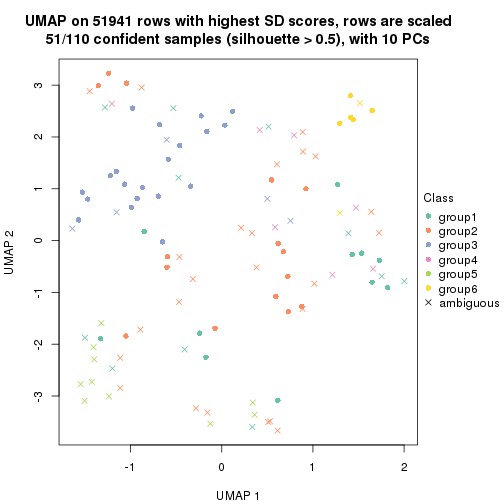 UMAP on 51941 rows with highest SD scores, rows are scaled
51/110 confident samples (silhouette > 0.5), with 10 PCs
3
2
1
0
-1
-2
-3
UMAP 2
-1
0
1
2
UMAP 1
Class
group1
group2
group3
group4
group5
group6
ambiguous